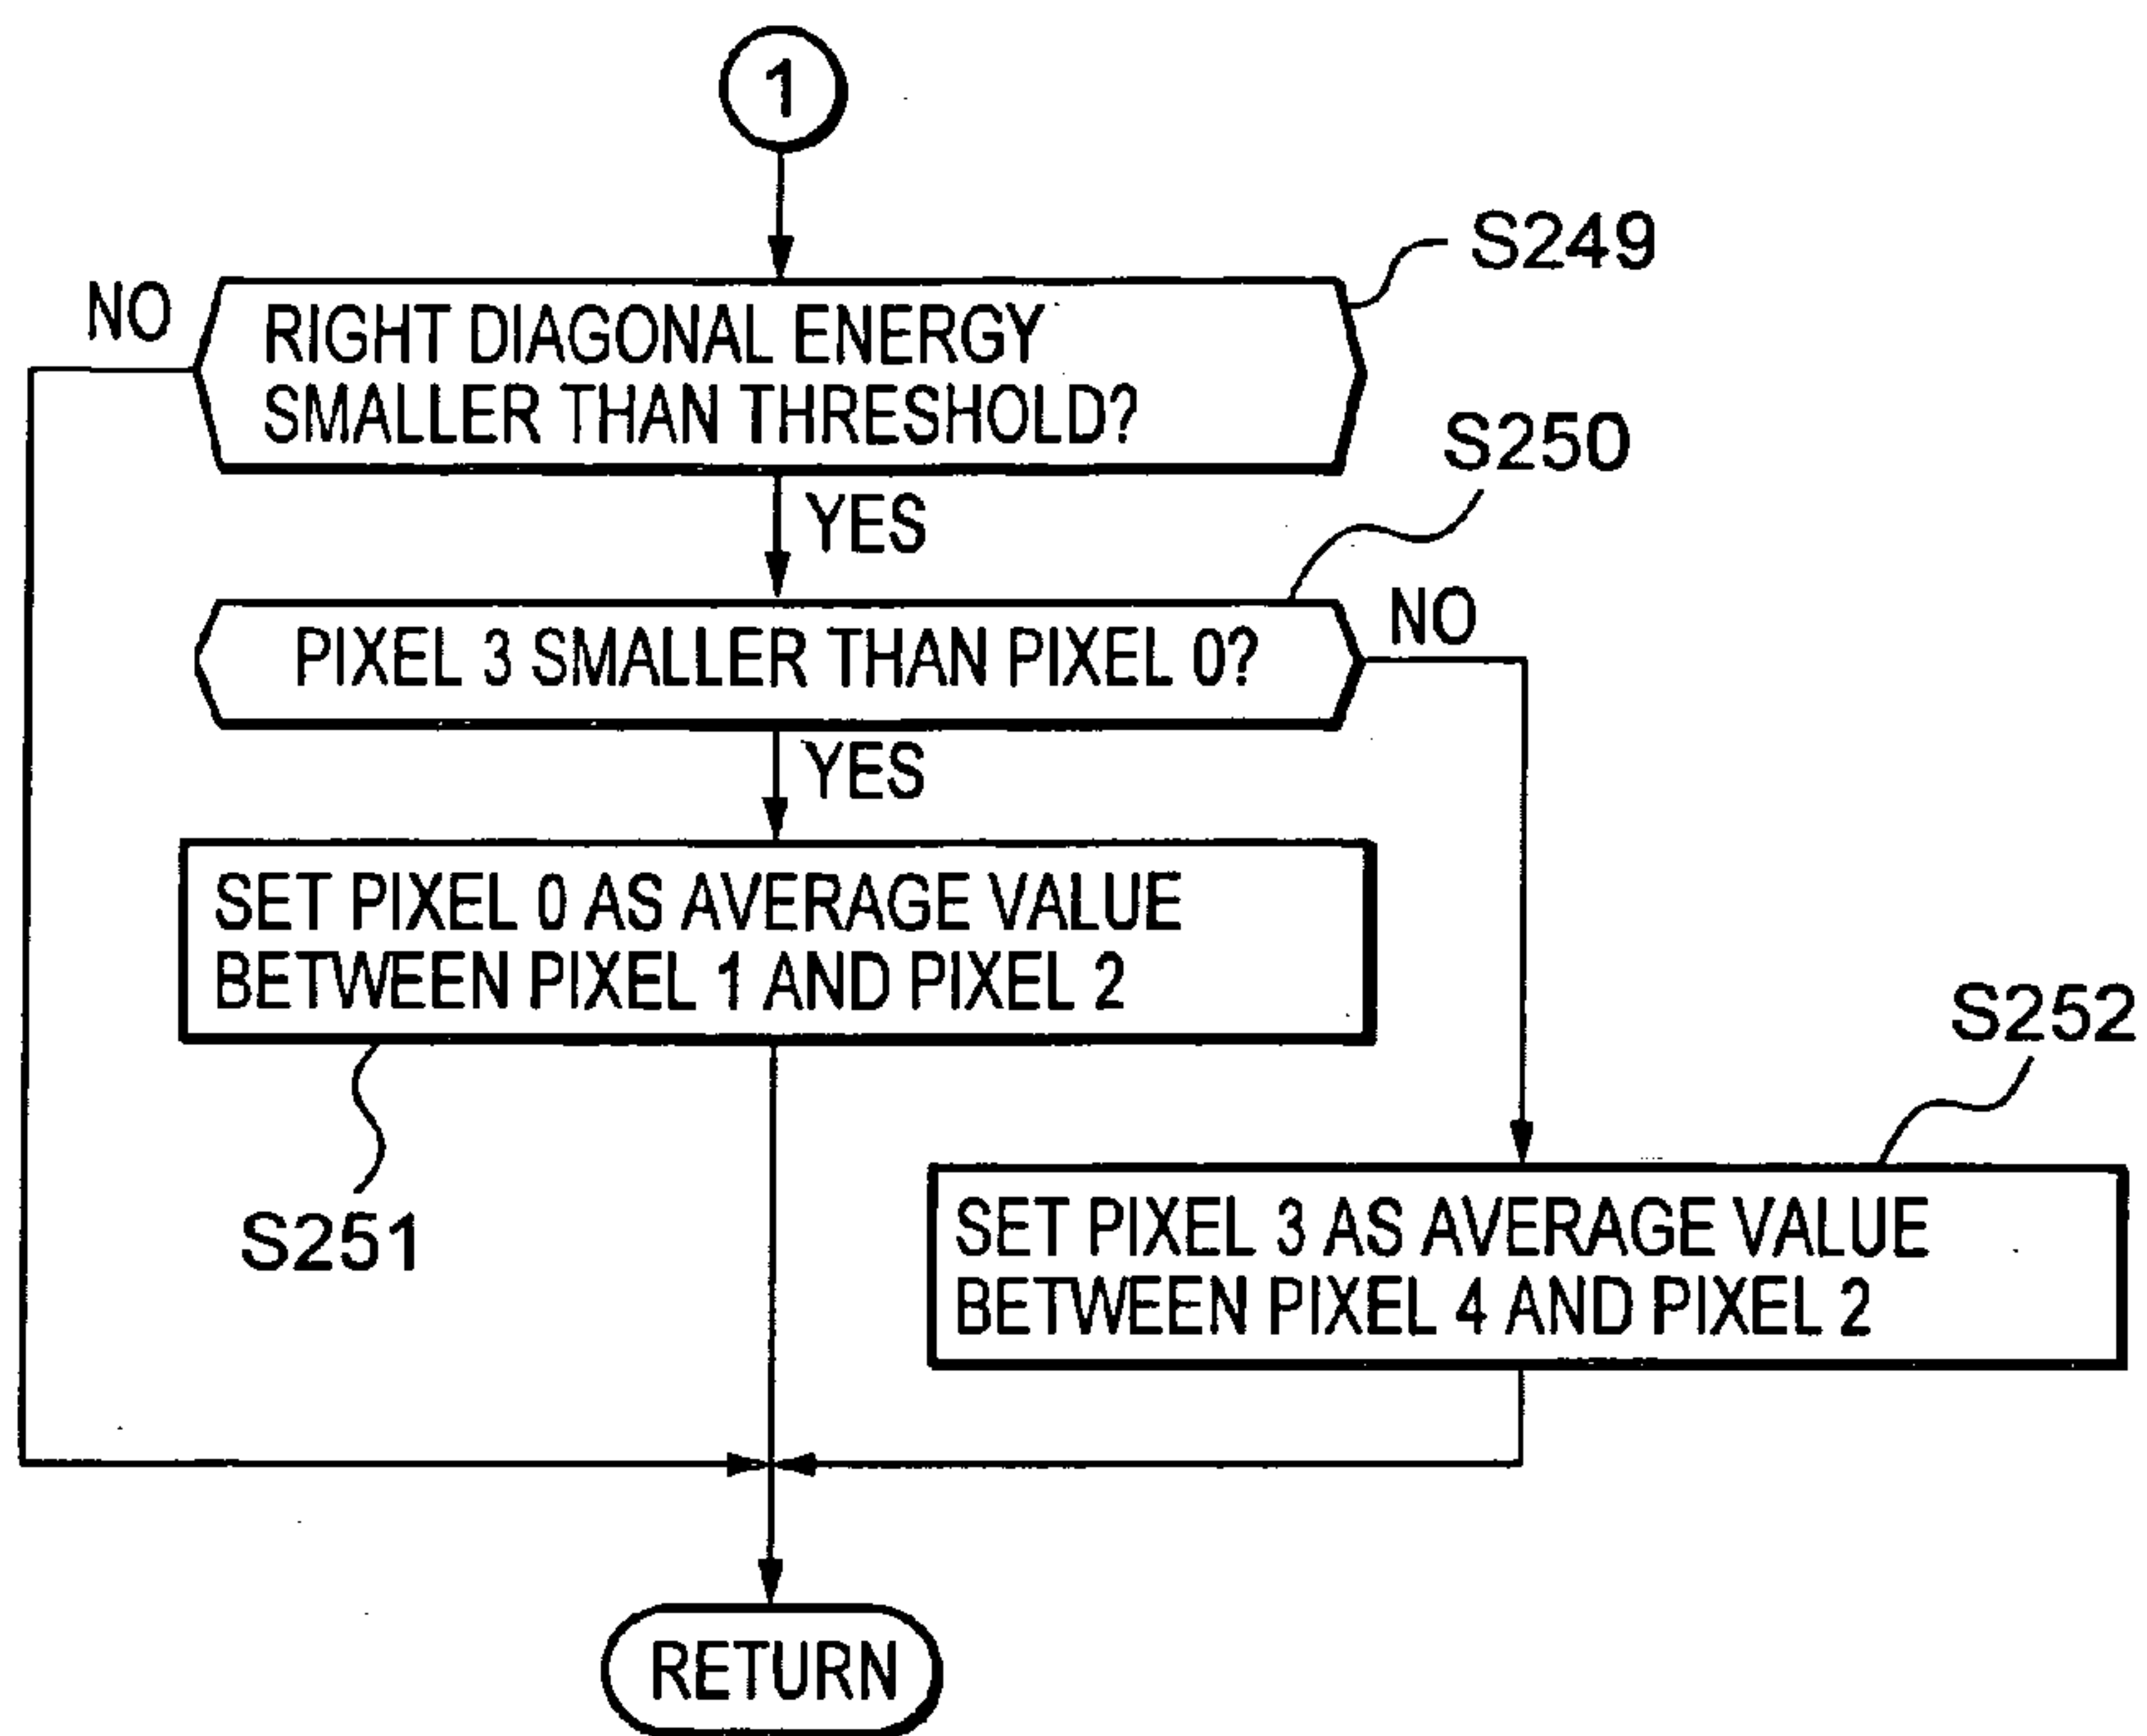 1
S249
NO
RIGHT DIAGONAL ENERGY
SMALLER THAN THRESHOLD?
S250
YES
NO
PIXEL 3 SMALLER THAN PIXEL 0?
YES
SET PIXEL 0 AS AVERAGE VALUE
BETWEEN PIXEL 1 AND PIXEL 2
S252
S251
SET PIXEL 3 AS AVERAGE VALUE
BETWEEN PIXEL 4 AND PIXEL 2
RETURN